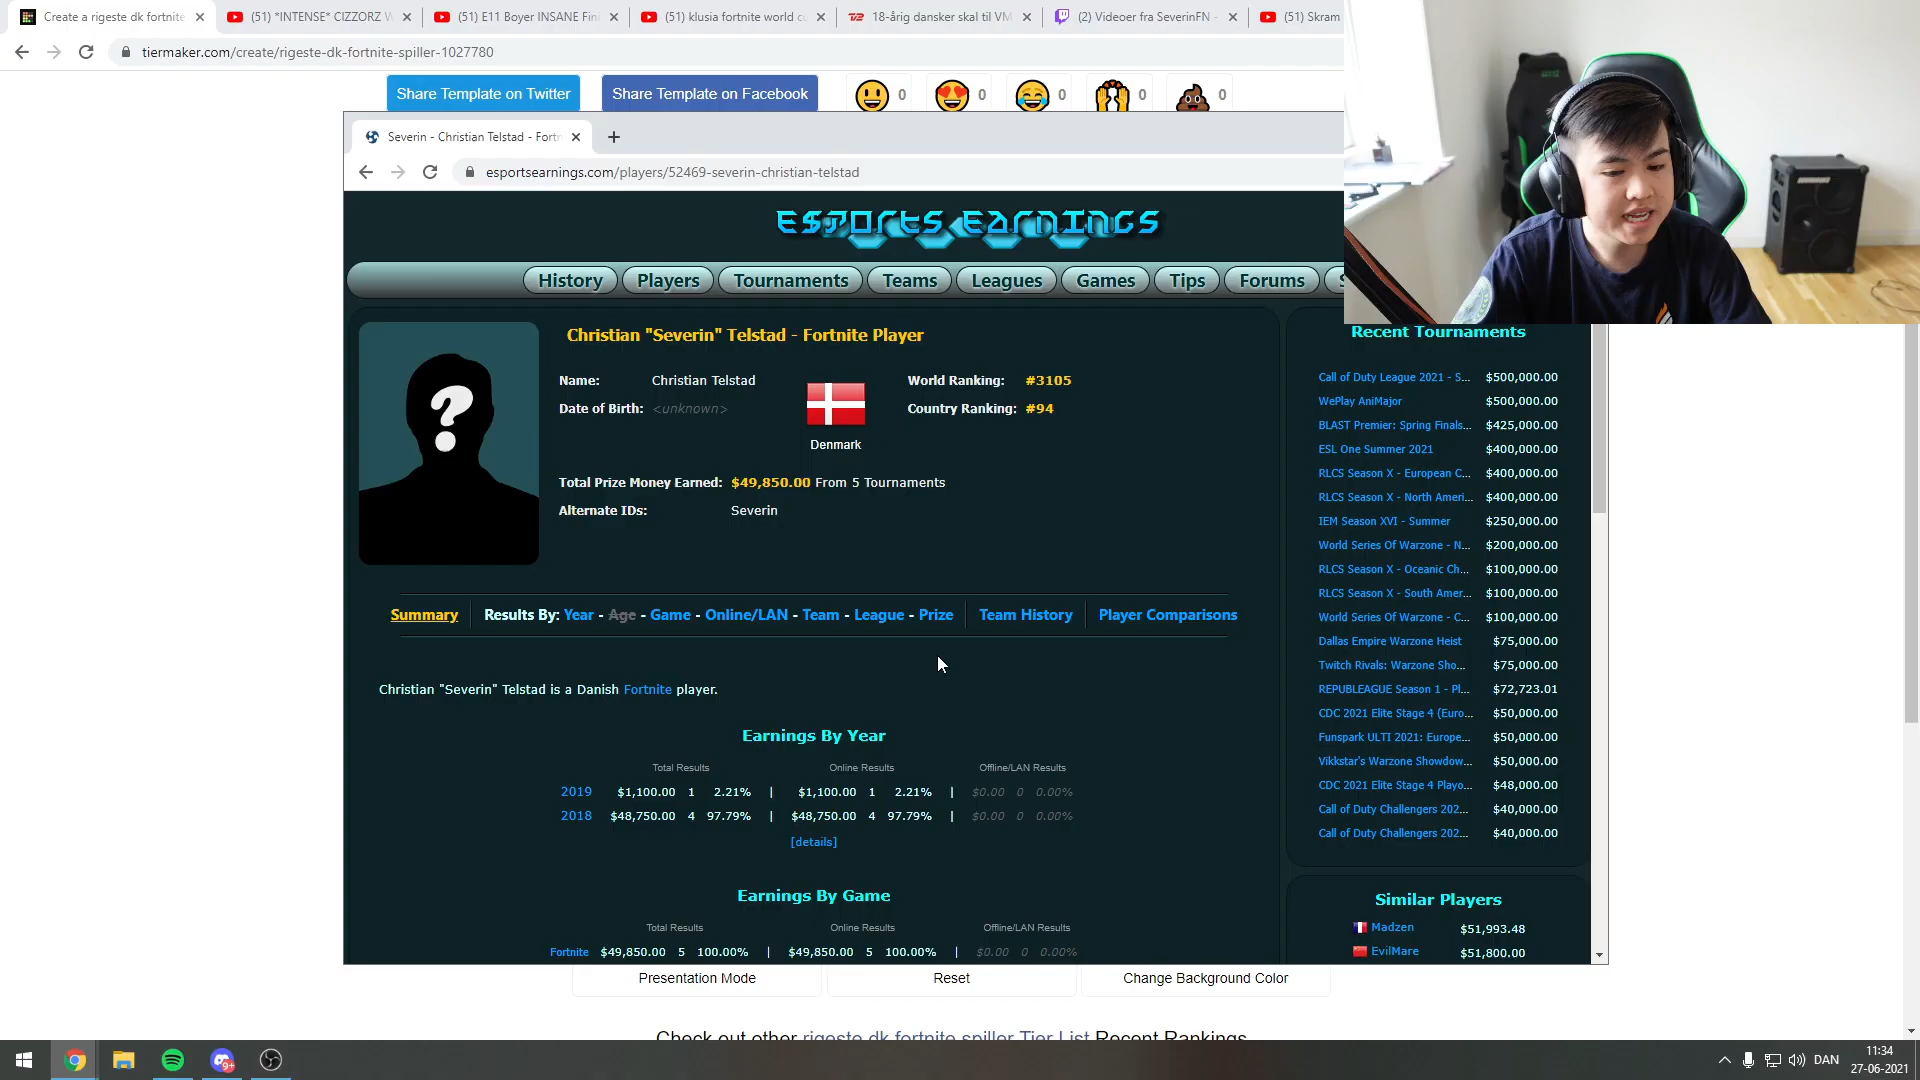 Create a rigeste dk fortnite
(51) *INTENSE* CIZZORZ W
(51) E11 Boyer INSANE Fini
(51) klusia fortnite world cu
18-årig dansker skal til VM
(2) Videoer fra SeverinFN -
(51) Skram
tiermaker.com/create/rigeste-dk-fortnite-spiller-1027780
Share Template on Twitter
Share Template on Facebook
0
0
0
0
0
Severin - Christian Telstad - Fortn
esportsearnings.com/players/52469-severin-christian-telstad
ESPORTS EARNINGS
History
Players
Tournaments
Teams
Leagues
Games
Tips
Forums
S
Christian "Severin" Telstad - Fortnite Player
Name: Christian Telstad
World Ranking: #3105
Date of Birth: <unknown>
Country Ranking: #94
Denmark
Total Prize Money Earned: $49,850.00 From 5 Tournaments
Alternate IDs: Severin
Summary
Results By: Year - Age - Game - Online/LAN - Team - League - Prize
Team History
Player Comparisons
Christian "Severin" Telstad is a Danish Fortnite player.
Earnings By Year
Total Results Online Results Offline/LAN Results
2019 $1,100.00 1 2.21% | $1,100.00 1 2.21% | $0.00 0 0.00%
2018 $48,750.00 4 97.79% | $48,750.00 4 97.79% | $0.00 0 0.00%
[details]
Earnings By Game
Total Results Online Results Offline/LAN Results
Fortnite $49,850.00 5 100.00% | $49,850.00 5 100.00% | $0.00 0 0.00%
Recent Tournaments
Call of Duty League 2021 - S... $500,000.00
WePlay AniMajor $500,000.00
BLAST Premier: Spring Finals... $425,000.00
ESL One Summer 2021 $400,000.00
RLCS Season X - European C... $400,000.00
RLCS Season X - North Ameri... $400,000.00
IEM Season XVI - Summer $250,000.00
World Series Of Warzone - N... $200,000.00
RLCS Season X - Oceanic Ch... $100,000.00
RLCS Season X - South Amer... $100,000.00
World Series Of Warzone - C... $100,000.00
Dallas Empire Warzone Heist $75,000.00
Twitch Rivals: Warzone Sho... $75,000.00
REPUBLEAGUE Season 1 - Pl... $72,723.01
CDC 2021 Elite Stage 4 (Euro... $50,000.00
Funspark ULTI 2021: Europe... $50,000.00
Vikkstar's Warzone Showdow... $50,000.00
CDC 2021 Elite Stage 4 Playo... $48,000.00
Call of Duty Challengers 202... $40,000.00
Call of Duty Challengers 202... $40,000.00
Similar Players
Madzen $51,993.48
EvilMare $51,800.00
Presentation Mode
Reset
Change Background Color
Check out other rigeste dk fortnite spiller Tier List Recent Rankings
DAN
11:34
27-06-2021